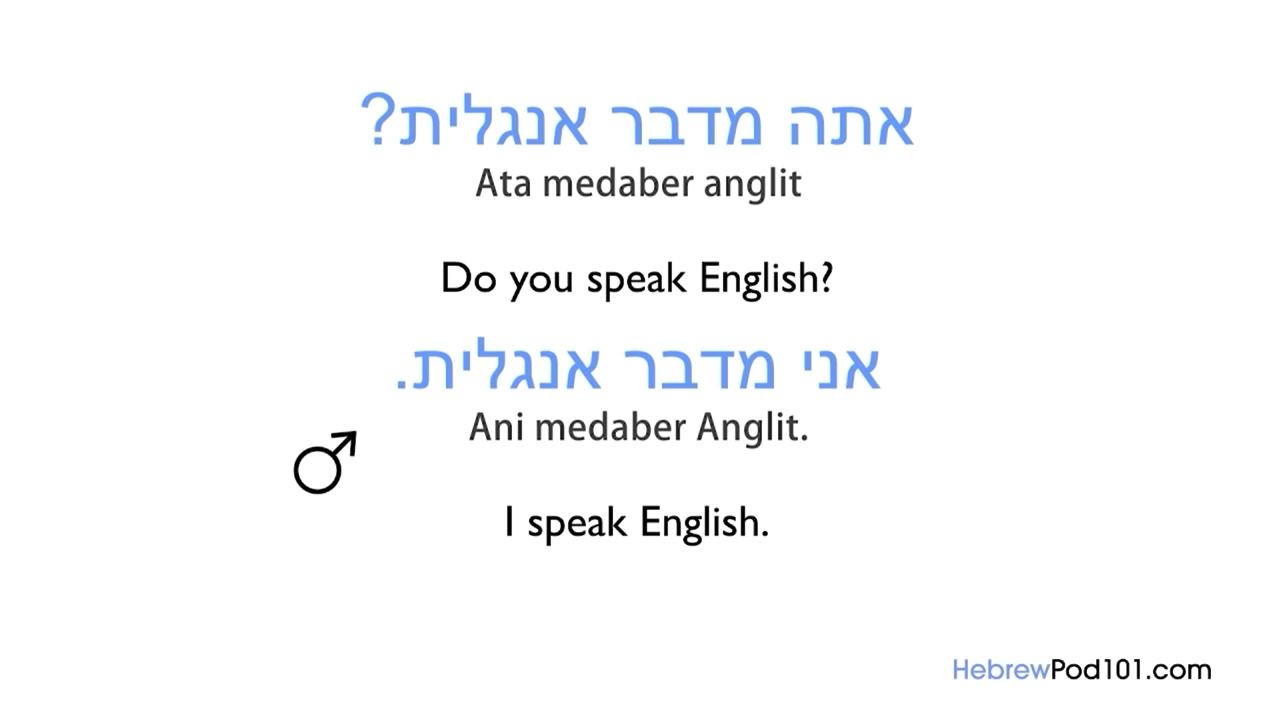 אתה מדבר אנגלית?
Ata medaber anglit
Do you speak English?
אני מדבר אנגלית.
Ani medaber Anglit.
I speak English.
HebrewPod101.com